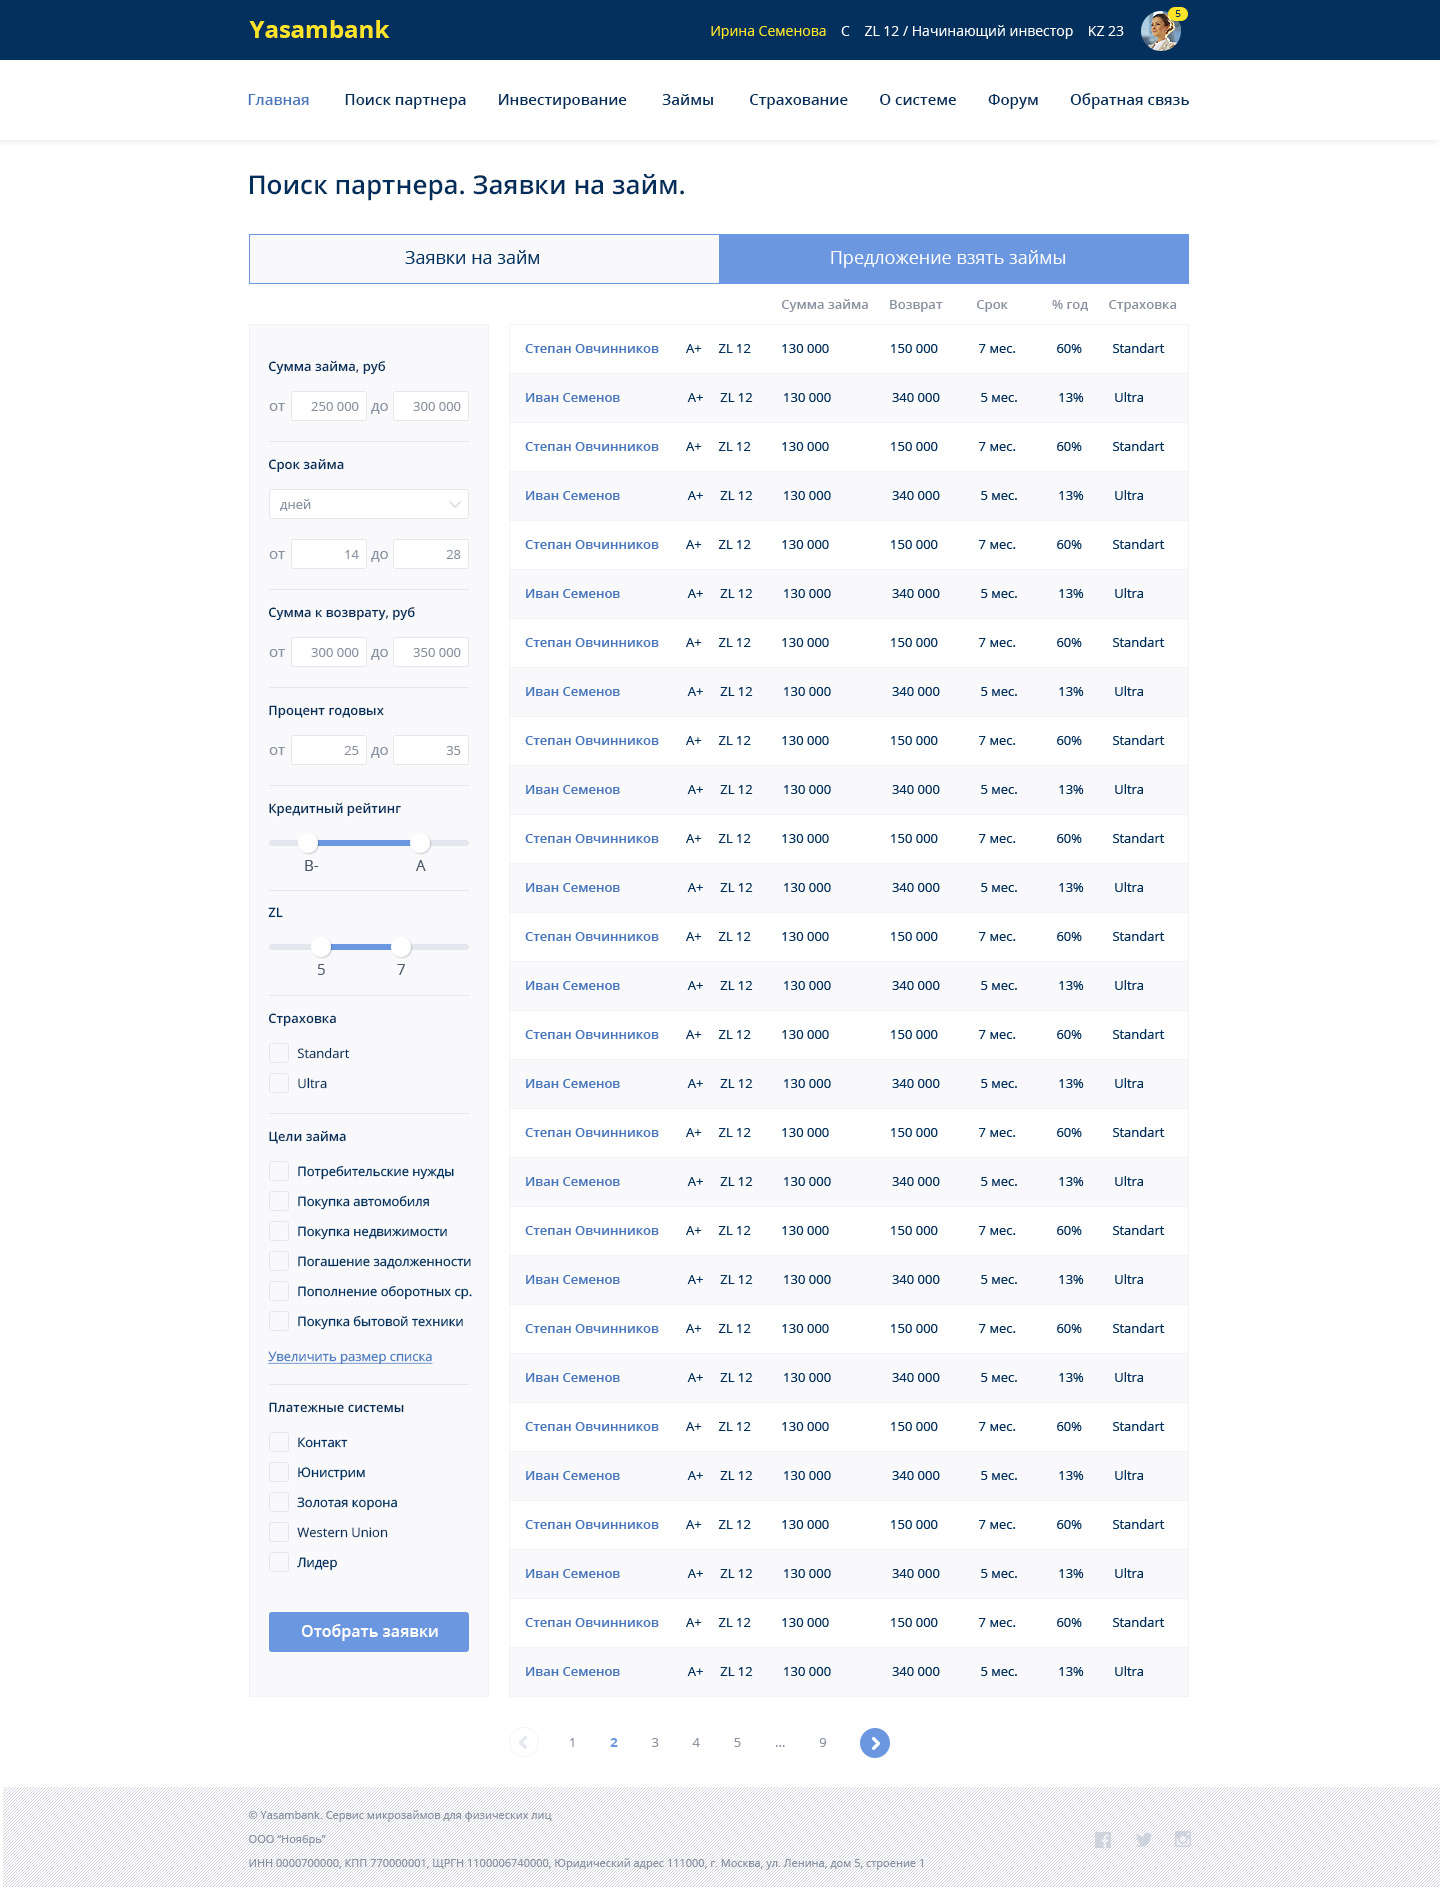 Yasambank
Ирина Семенова С ZL 12 / Начинающий инвестор KZ 23 5
Главная Поиск партнера Инвестирование Займы Страхование О системе Форум Обратная связь
Поиск партнера. Заявки на займ.
Заявки на займ Предложение взять займы
Сумма займа Возврат Срок % год Страховка
Сумма займа, руб
от 250 000 до 300 000
Срок займа
дней
от 14 до 28
Сумма к возврату, руб
от 300 000 до 350 000
Процент годовых
от 25 до 35
Кредитный рейтинг
B- A
ZL
5 7
Страховка
Standart
Ultra
Цели займа
Потребительские нужды
Покупка автомобиля
Покупка недвижимости
Погашение задолженности
Пополнение оборотных ср.
Покупка бытовой техники
Увеличить размер списка
Платежные системы
Контакт
Юнистрим
Золотая корона
Western Union
Лидер
Отобрать заявки
Степан Овчинников A+ ZL 12 130 000 150 000 7 мес. 60% Standart
Иван Семенов A+ ZL 12 130 000 340 000 5 мес. 13% Ultra
Степан Овчинников A+ ZL 12 130 000 150 000 7 мес. 60% Standart
Иван Семенов A+ ZL 12 130 000 340 000 5 мес. 13% Ultra
Степан Овчинников A+ ZL 12 130 000 150 000 7 мес. 60% Standart
Иван Семенов A+ ZL 12 130 000 340 000 5 мес. 13% Ultra
Степан Овчинников A+ ZL 12 130 000 150 000 7 мес. 60% Standart
Иван Семенов A+ ZL 12 130 000 340 000 5 мес. 13% Ultra
Степан Овчинников A+ ZL 12 130 000 150 000 7 мес. 60% Standart
Иван Семенов A+ ZL 12 130 000 340 000 5 мес. 13% Ultra
Степан Овчинников A+ ZL 12 130 000 150 000 7 мес. 60% Standart
Иван Семенов A+ ZL 12 130 000 340 000 5 мес. 13% Ultra
Степан Овчинников A+ ZL 12 130 000 150 000 7 мес. 60% Standart
Иван Семенов A+ ZL 12 130 000 340 000 5 мес. 13% Ultra
Степан Овчинников A+ ZL 12 130 000 150 000 7 мес. 60% Standart
Иван Семенов A+ ZL 12 130 000 340 000 5 мес. 13% Ultra
Степан Овчинников A+ ZL 12 130 000 150 000 7 мес. 60% Standart
Иван Семенов A+ ZL 12 130 000 340 000 5 мес. 13% Ultra
Степан Овчинников A+ ZL 12 130 000 150 000 7 мес. 60% Standart
Иван Семенов A+ ZL 12 130 000 340 000 5 мес. 13% Ultra
Степан Овчинников A+ ZL 12 130 000 150 000 7 мес. 60% Standart
Иван Семенов A+ ZL 12 130 000 340 000 5 мес. 13% Ultra
Степан Овчинников A+ ZL 12 130 000 150 000 7 мес. 60% Standart
Иван Семенов A+ ZL 12 130 000 340 000 5 мес. 13% Ultra
Степан Овчинников A+ ZL 12 130 000 150 000 7 мес. 60% Standart
Иван Семенов A+ ZL 12 130 000 340 000 5 мес. 13% Ultra
Степан Овчинников A+ ZL 12 130 000 150 000 7 мес. 60% Standart
Иван Семенов A+ ZL 12 130 000 340 000 5 мес. 13% Ultra
1 2 3 4 5 ... 9
© Yasambank. Сервис микрозаймов для физических лиц
ООО "Ноябрь"
ИНН 0000700000, КПП 770000001, ЩРГН 1100006740000, Юридический адрес 111000, г. Москва, ул. Ленина, дом 5, строение 1